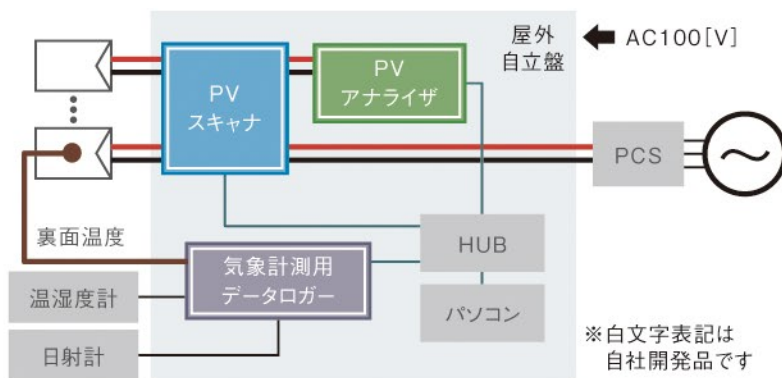 屋外
自立盤
AC100[V]
PV
スキャナ
PV
アナライザ
PCS
裏面温度
HUB
気象計測用
データロガー
温湿度計
パソコン
日射計
※白文字表記は
自社開発品です